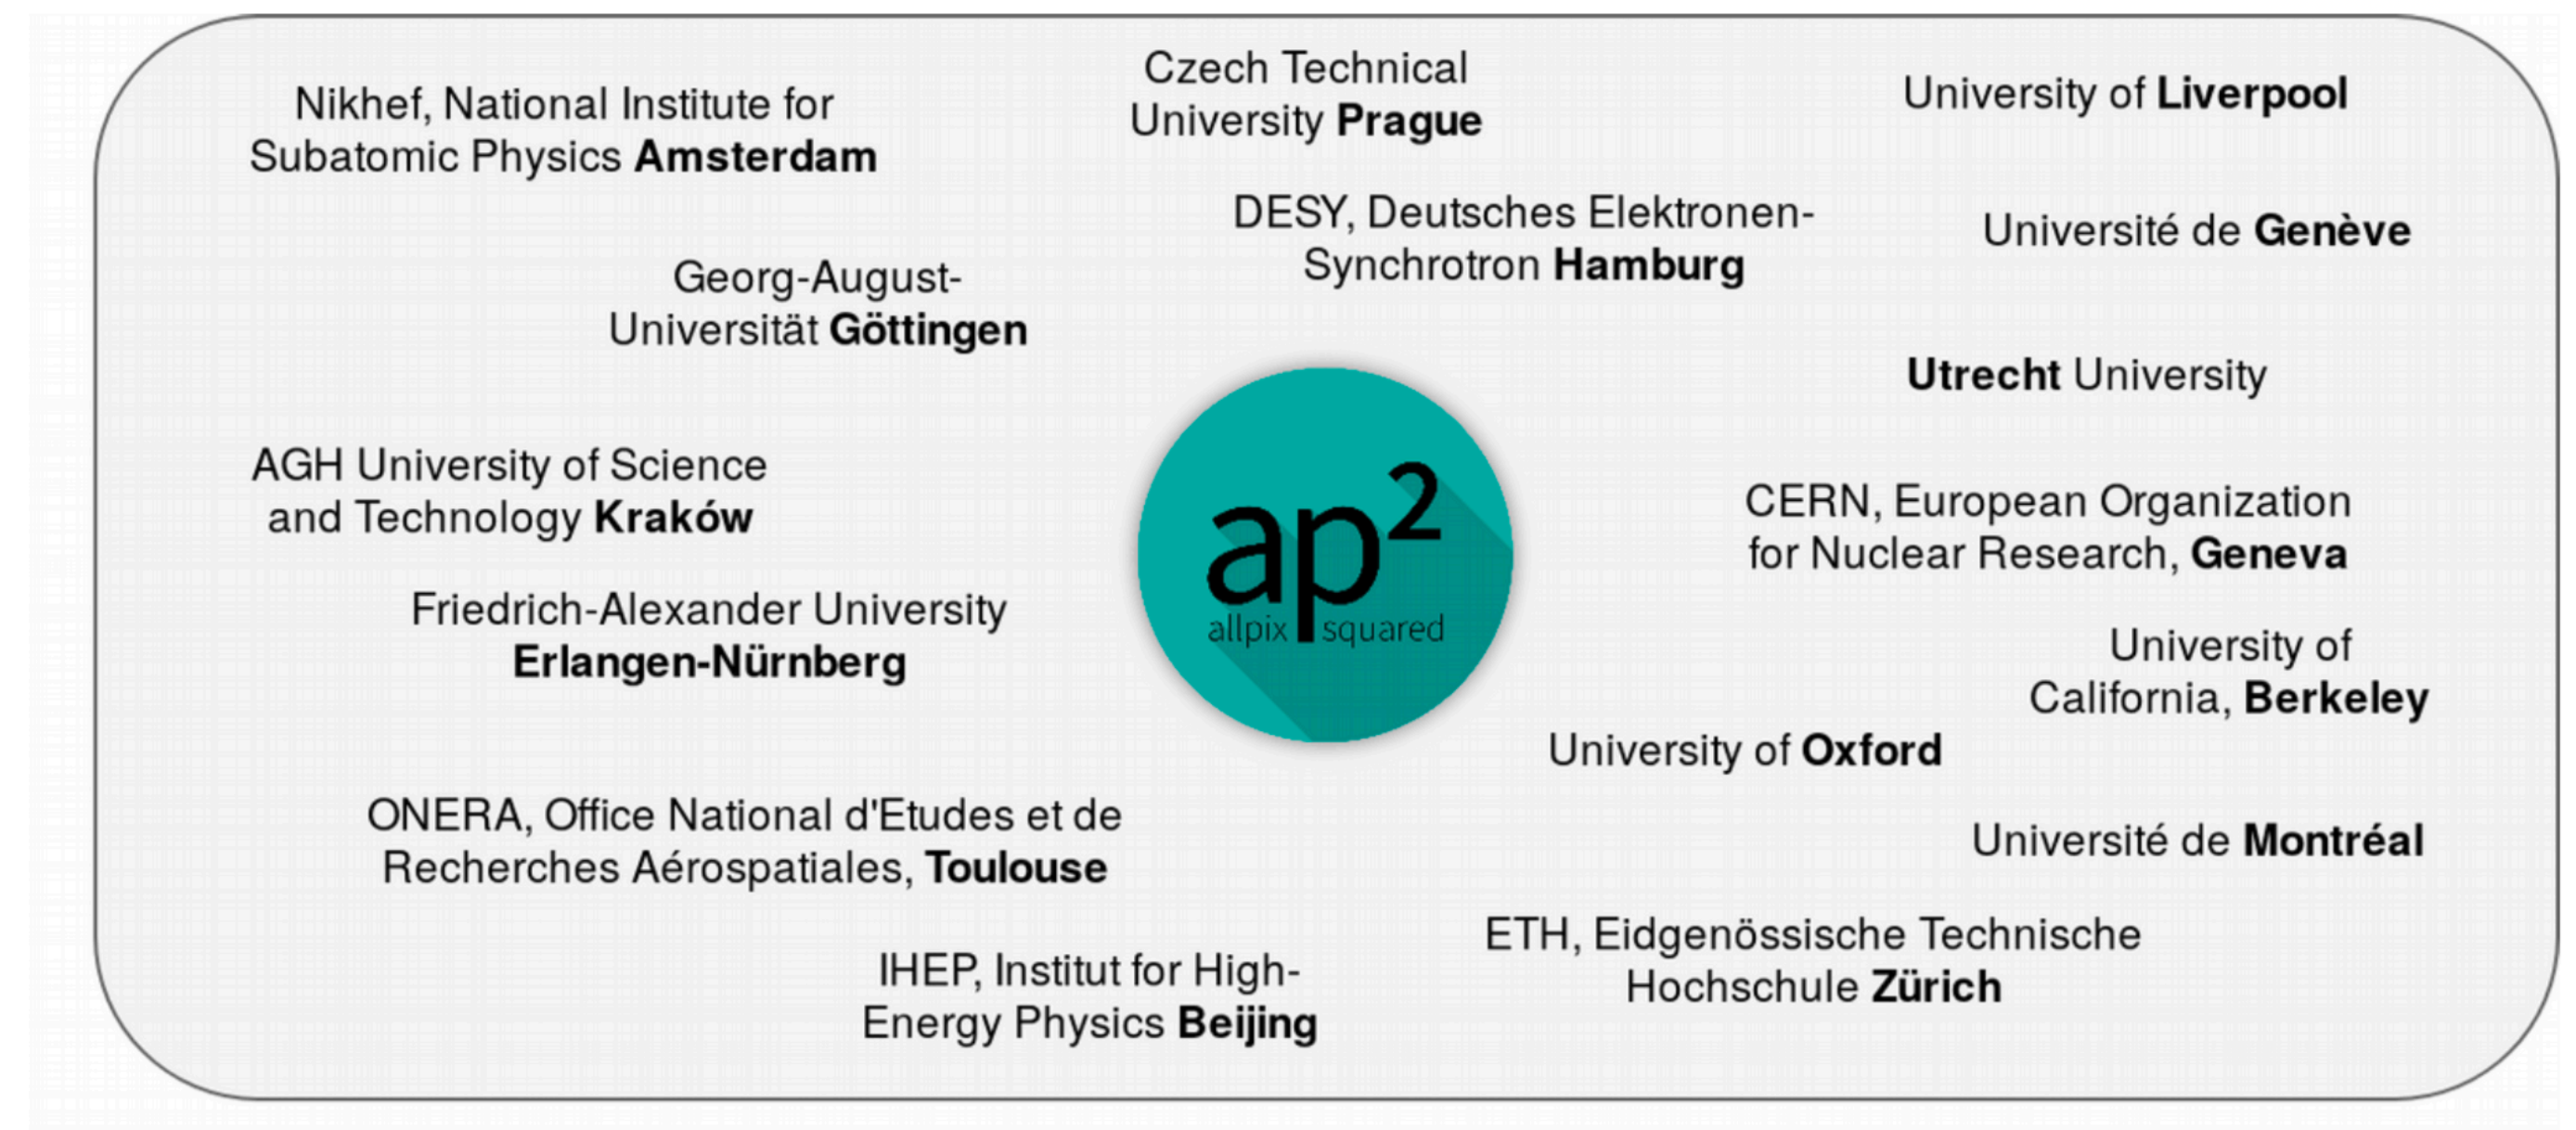 Nikhef, National Institute for
Subatomic Physics Amsterdam
Czech Technical
University Prague
University of Liverpool
DESY, Deutsches Elektronen-
Synchrotron Hamburg
Université de Genève
Georg-August-
Universität Göttingen
Utrecht University
AGH University of Science
and Technology Kraków
ap²
allpix squared
CERN, European Organization
for Nuclear Research, Geneva
Friedrich-Alexander University
Erlangen-Nürnberg
University of
California, Berkeley
University of Oxford
ONERA, Office National d'Etudes et de
Recherches Aérospatiales, Toulouse
Université de Montréal
ETH, Eidgenössische Technische
Hochschule Zürich
IHEP, Institut for High-
Energy Physics Beijing